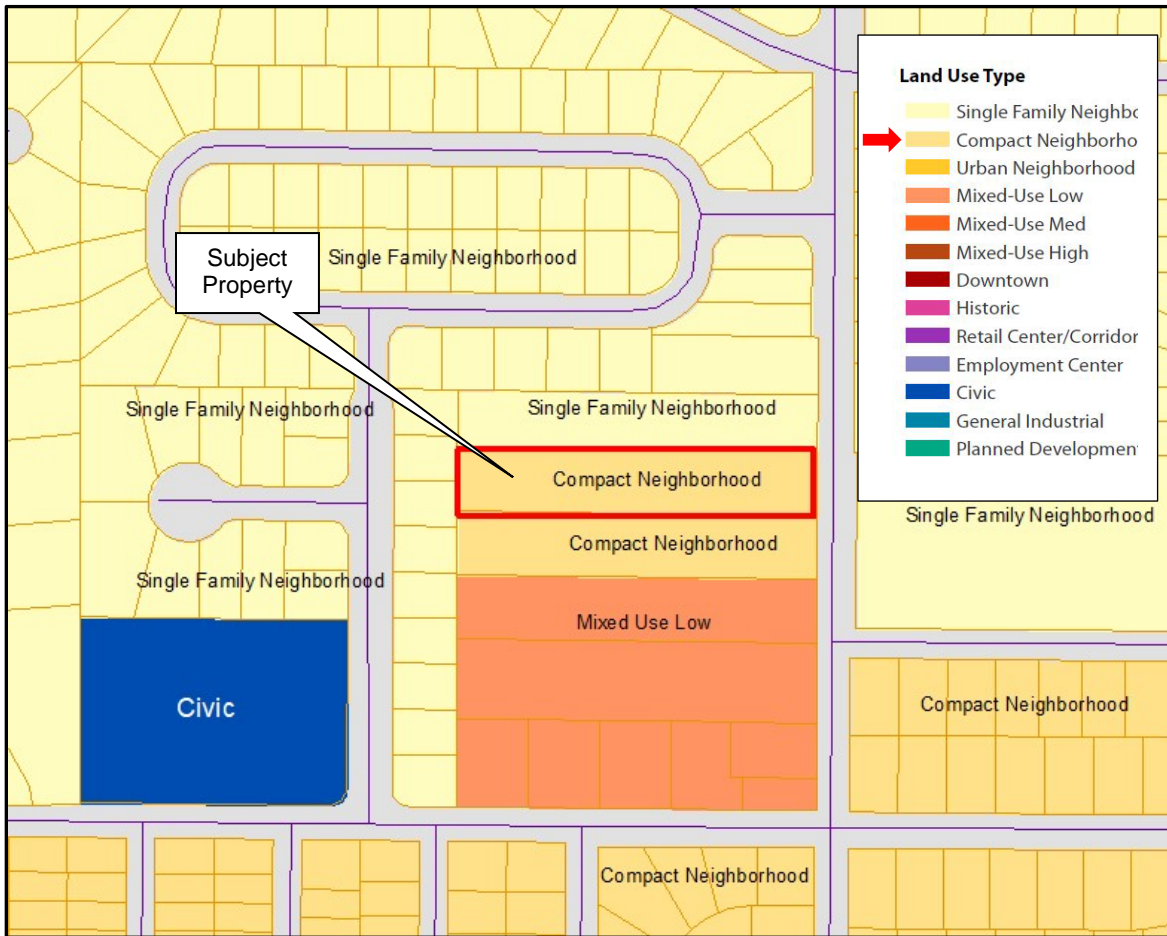 Land Use Type
Single Family Neighbo
Compact Neighborho
Urban Neighborhood
Mixed-Use Low
Mixed-Use Med
Mixed-Use High
Downtown
Historic
Retail Center/Corridor
Employment Center
Civic
General Industrial
Planned Developmen
Subject
Property
Single Family Neighborhood
Single Family Neighborhood
Single Family Neighborhood
Compact Neighborhood
Single Family Neighborhood
Compact Neighborhood
Single Family Neighborhood
Mixed Use Low
Civic
Compact Neighborhood
Compact Neighborhood